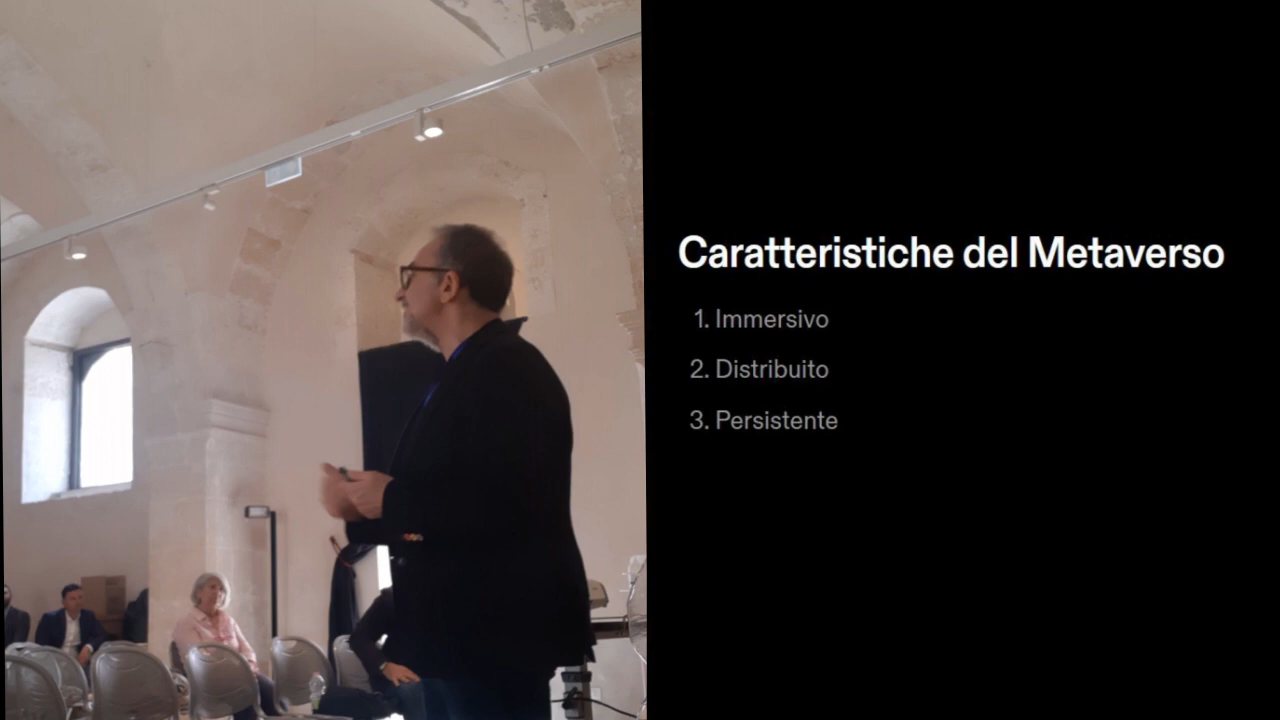 Caratteristiche del Metaverso
1. Immersivo
2. Distribuito
3. Persistente